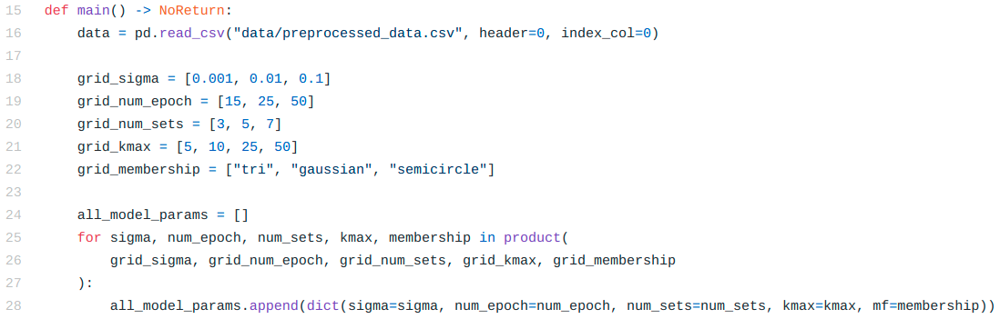 15 def main() -> NoReturn:
16     data = pd.read_csv("data/preprocessed_data.csv", header=0, index_col=0)
17
18     grid_sigma = [0.001, 0.01, 0.1]
19     grid_num_epoch = [15, 25, 50]
20     grid_num_sets = [3, 5, 7]
21     grid_kmax = [5, 10, 25, 50]
22     grid_membership = ["tri", "gaussian", "semicircle"]
23
24     all_model_params = []
25     for sigma, num_epoch, num_sets, kmax, membership in product(
26         grid_sigma, grid_num_epoch, grid_num_sets, grid_kmax, grid_membership
27     ):
28         all_model_params.append(dict(sigma=sigma, num_epoch=num_epoch, num_sets=num_sets, kmax=kmax, mf=membership))